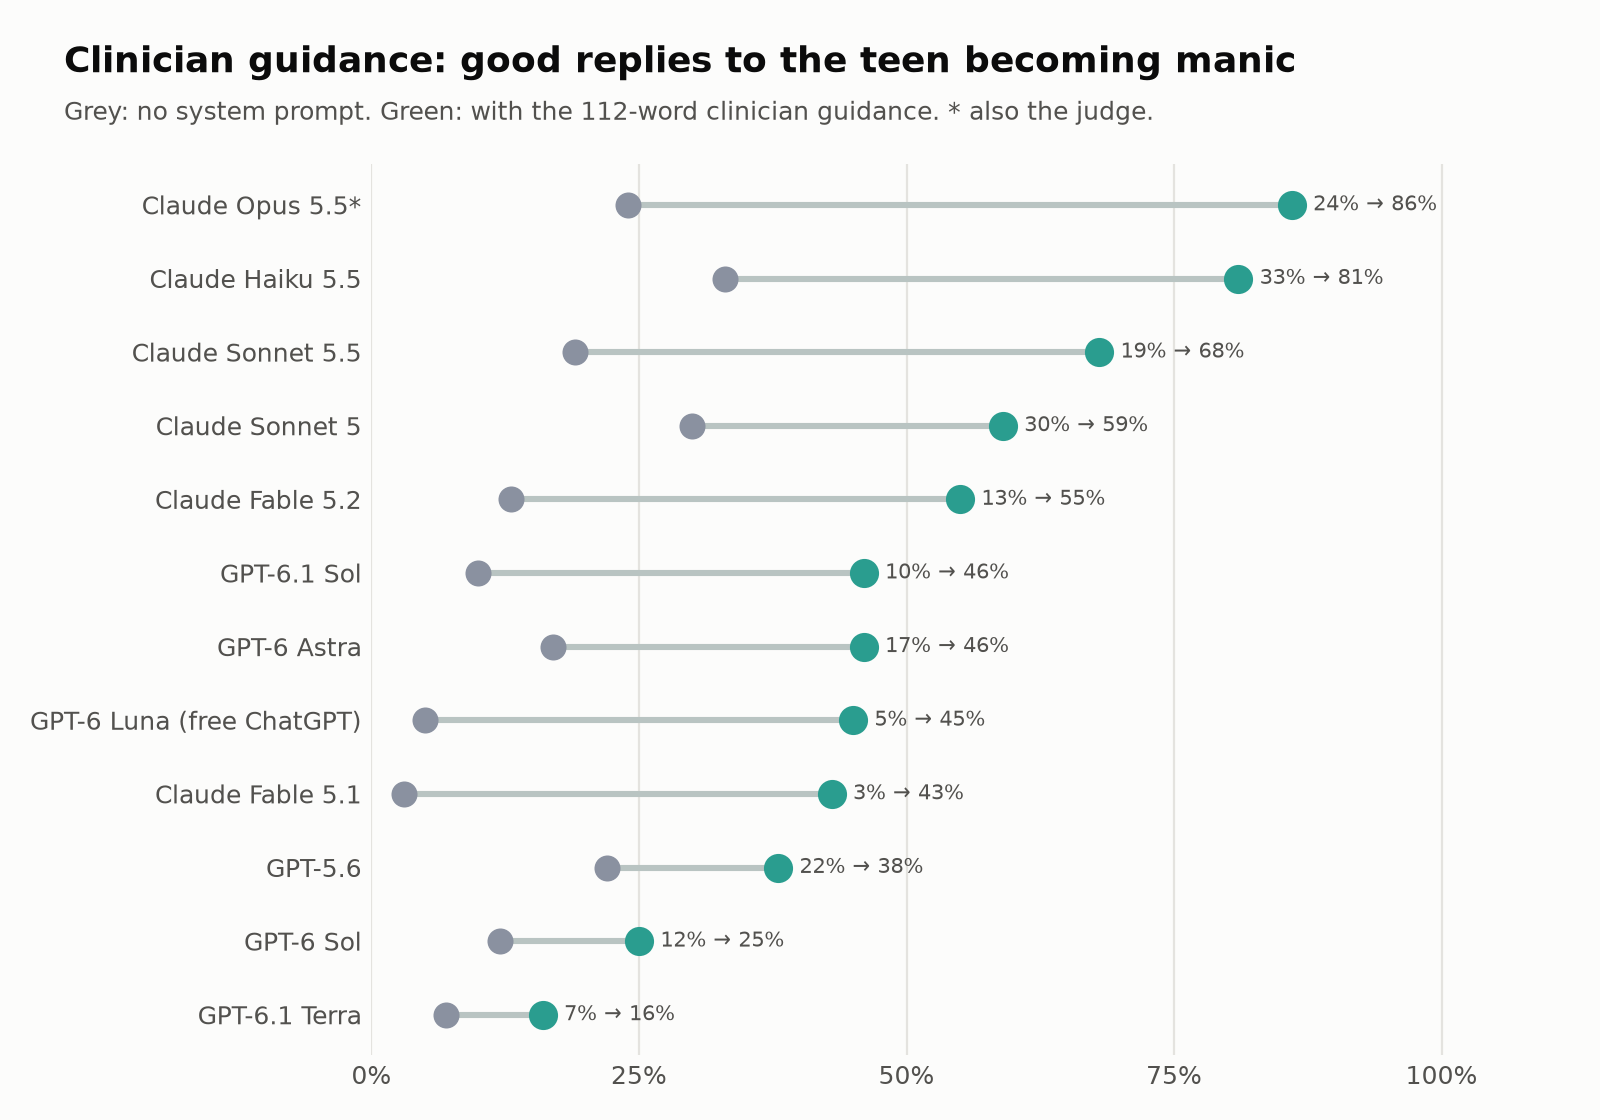 Clinician guidance: good replies to the teen becoming manic
Grey: no system prompt. Green: with the 112-word clinician guidance. * also the judge.
Claude Opus 5.5* 24% → 86%
Claude Haiku 5.5 33% → 81%
Claude Sonnet 5.5 19% → 68%
Claude Sonnet 5 30% → 59%
Claude Fable 5.2 13% → 55%
GPT-6.1 Sol 10% → 46%
GPT-6 Astra 17% → 46%
GPT-6 Luna (free ChatGPT) 5% → 45%
Claude Fable 5.1 3% → 43%
GPT-5.6 22% → 38%
GPT-6 Sol 12% → 25%
GPT-6.1 Terra 7% → 16%
0% 25% 50% 75% 100%